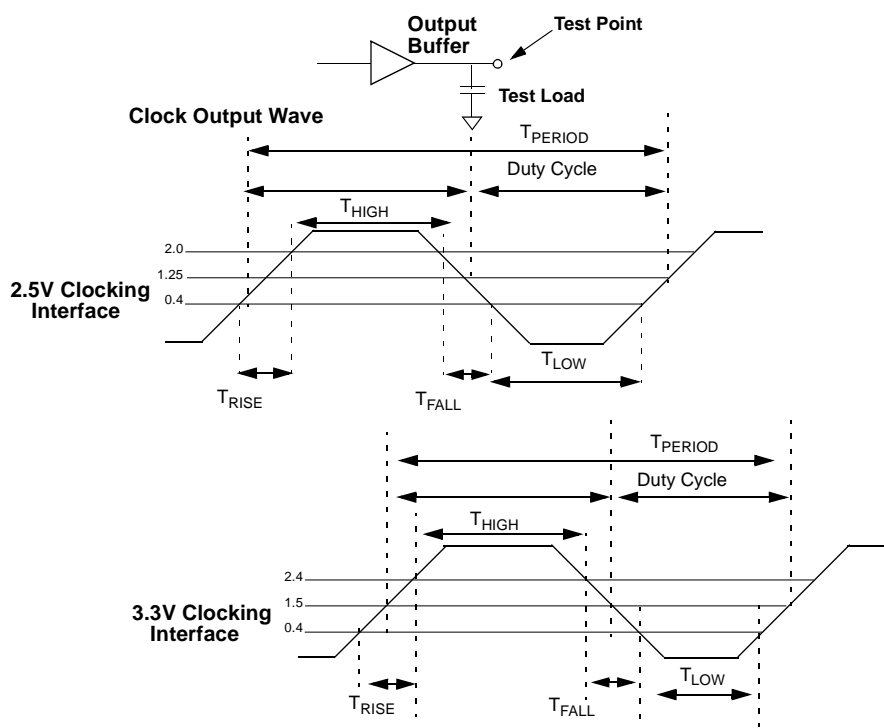 Output
Buffer
Test Point
Test Load
Clock Output Wave
TPERIOD
Duty Cycle
THIGH
2.0
1.25
0.4
2.5V Clocking
Interface
TLOW
TRISE
TFALL
TPERIOD
Duty Cycle
THIGH
2.4
1.5
0.4
3.3V Clocking
Interface
TLOW
TRISE
TFALL